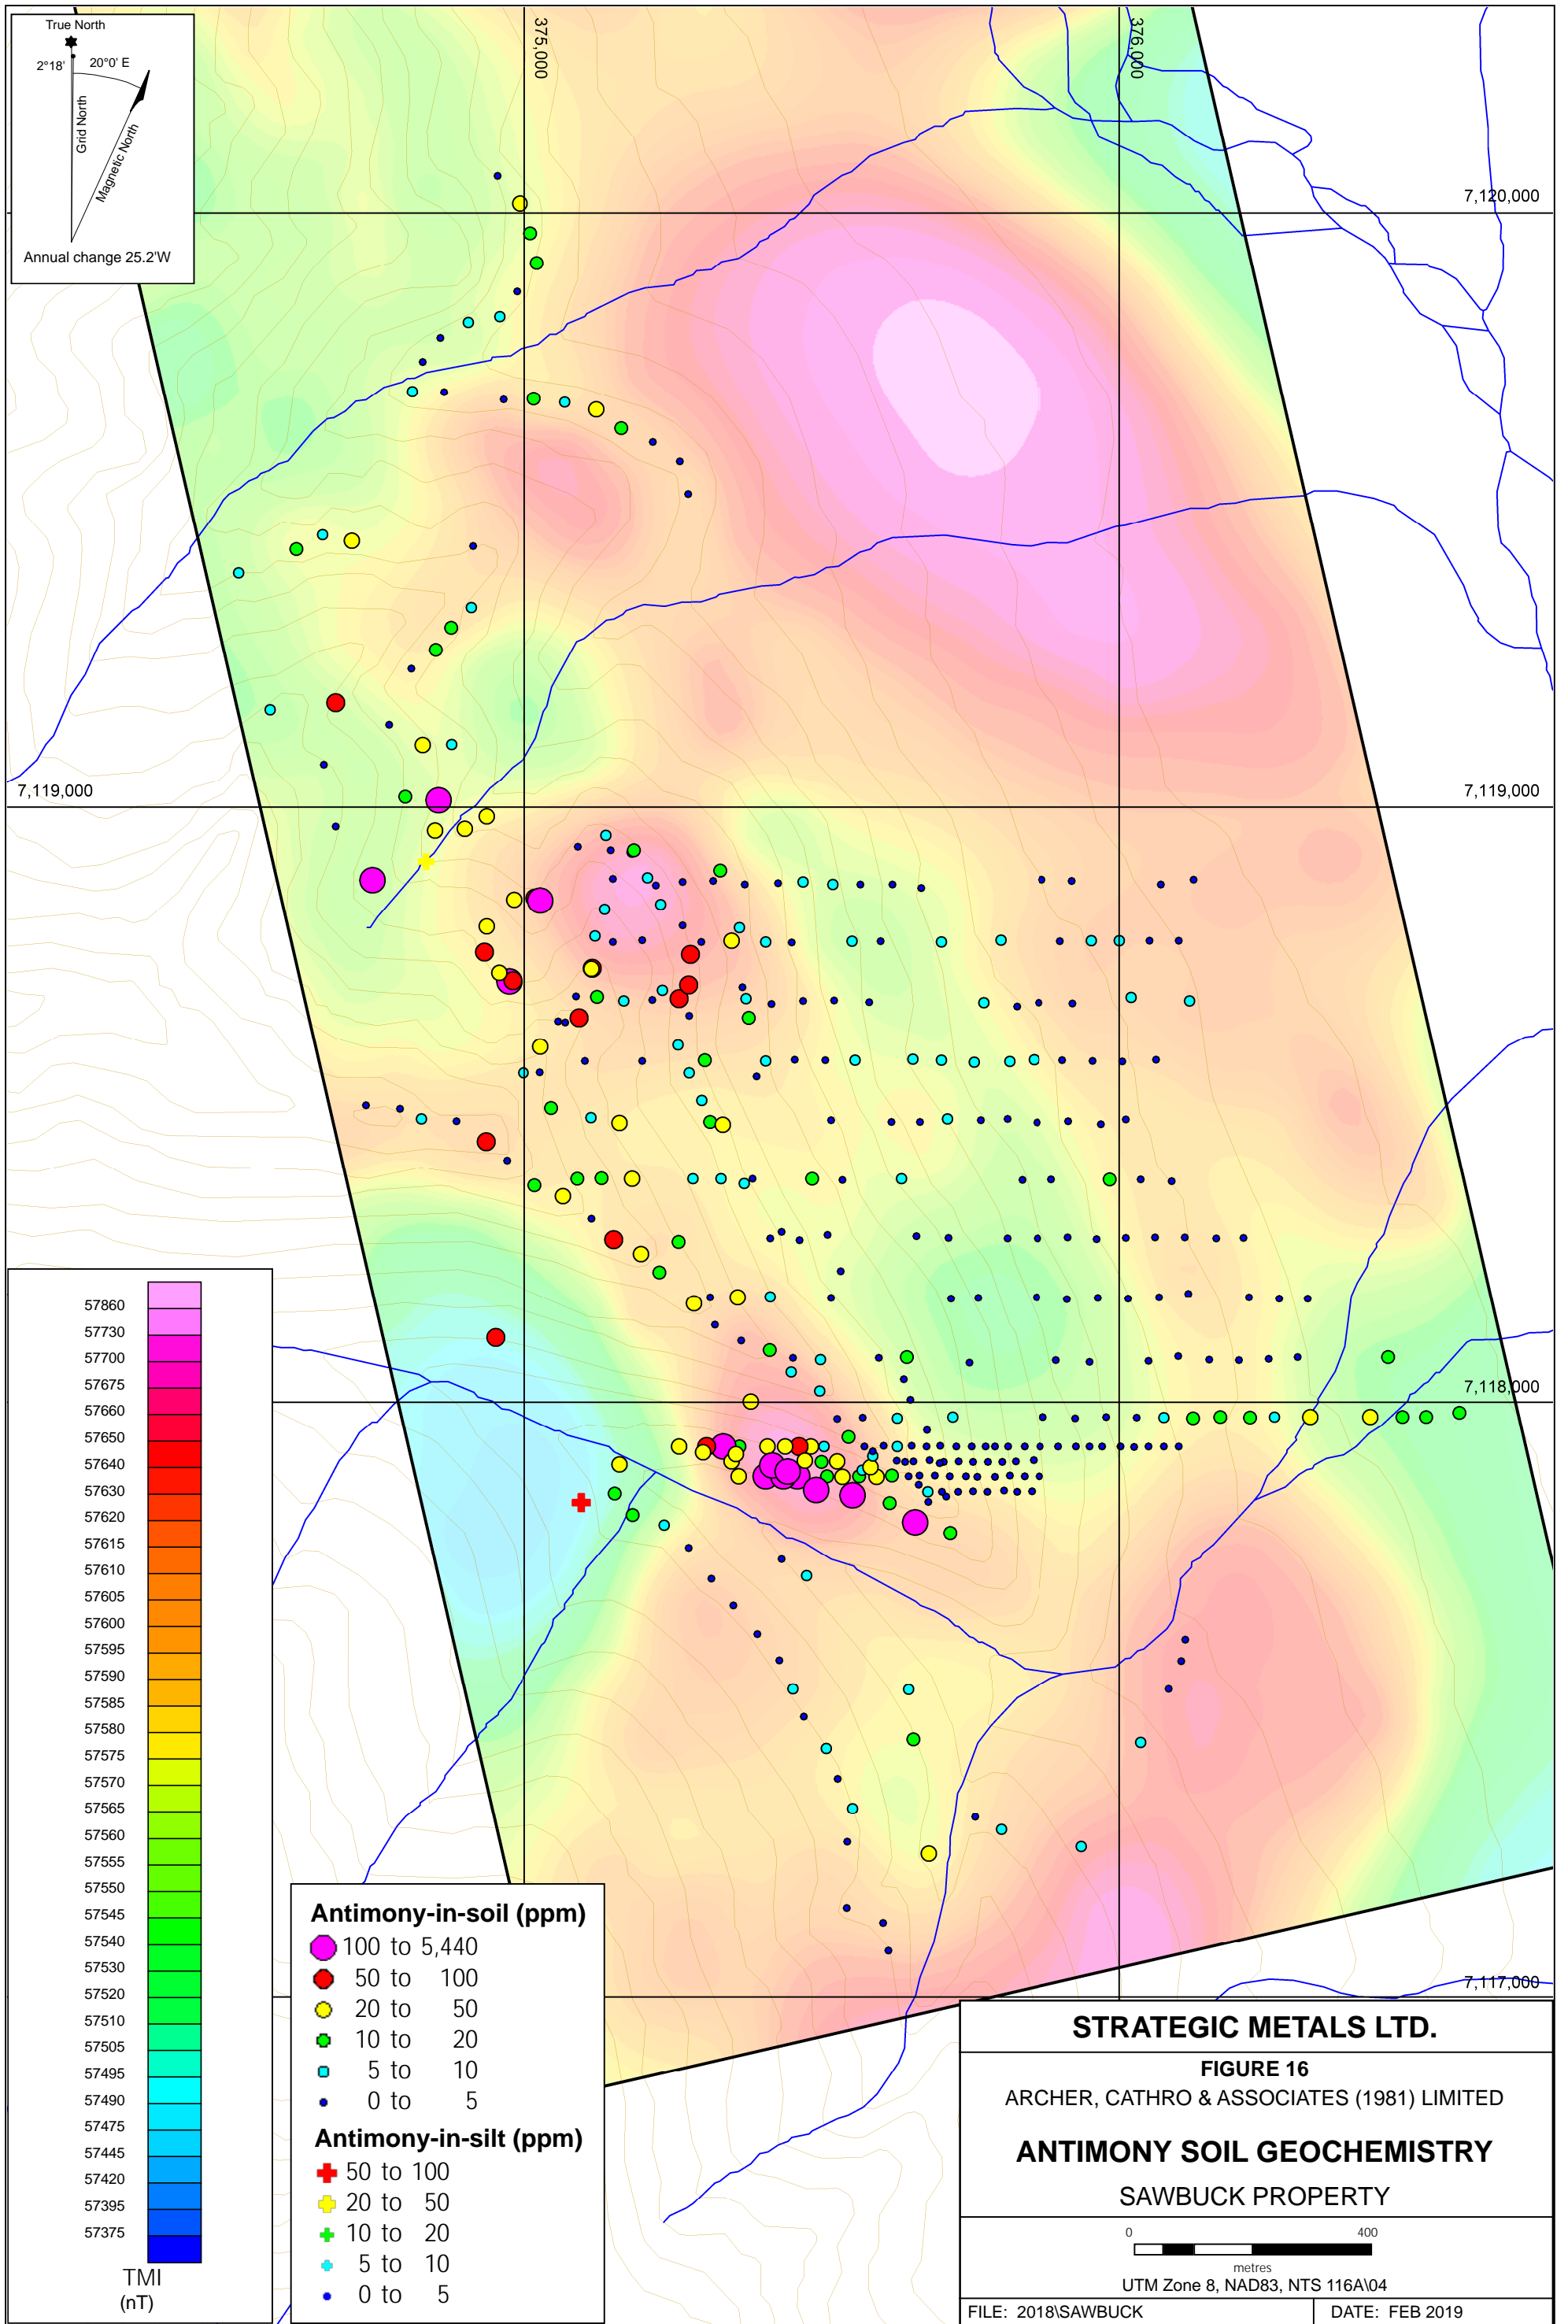 True North
2°18'
20°0' E
Grid North
Magnetic North
Annual change 25.2'W
375,000
376,000
7,120,000
7,119,000
7,119,000
7,118,000
7,117,000
57860
57730
57700
57675
57660
57650
57640
57630
57620
57615
57610
57605
57600
57595
57590
57585
57580
57575
57570
57565
57560
57555
57550
57545
57540
57530
57520
57510
57505
57495
57490
57475
57445
57420
57395
57375
TMI
(nT)
Antimony-in-soil (ppm)
100 to 5,440
50 to 100
20 to 50
10 to 20
5 to 10
0 to 5
Antimony-in-silt (ppm)
50 to 100
20 to 50
10 to 20
5 to 10
0 to 5
STRATEGIC METALS LTD.
FIGURE 16
ARCHER, CATHRO & ASSOCIATES (1981) LIMITED
ANTIMONY SOIL GEOCHEMISTRY
SAWBUCK PROPERTY
0 400
metres
UTM Zone 8, NAD83, NTS 116A\04
FILE: 2018\SAWBUCK
DATE: FEB 2019